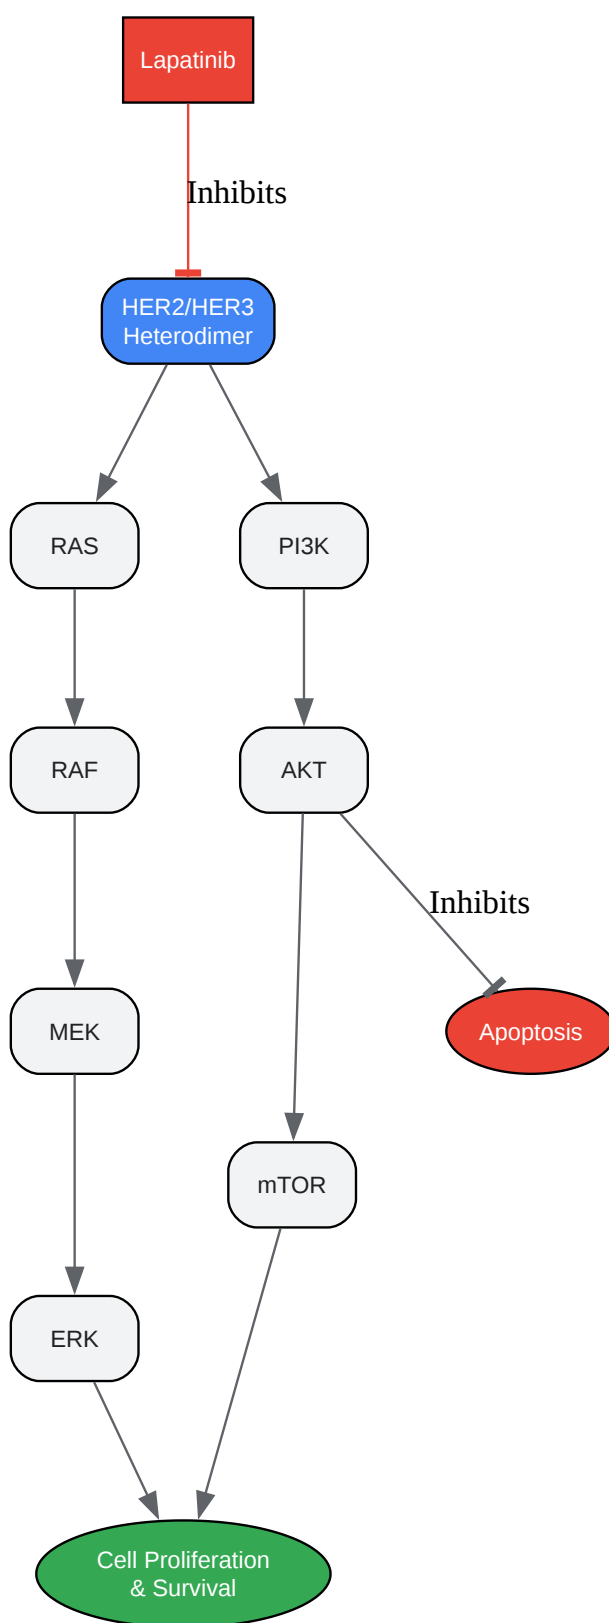 Lapatinib
Inhibits
HER2/HER3
Heterodimer
RAS
PI3K
RAF
AKT
Inhibits
MEK
Apoptosis
mTOR
ERK
Cell Proliferation
& Survival